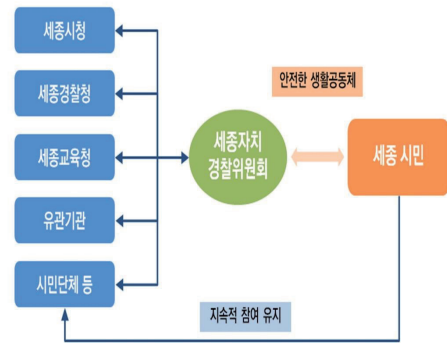 세종시청
세종경찰청
세종교육청
유관기관
시민단체 등
세종자치
경찰위원회
안전한 생활공동체
세종 시민
지속적 참여 유지